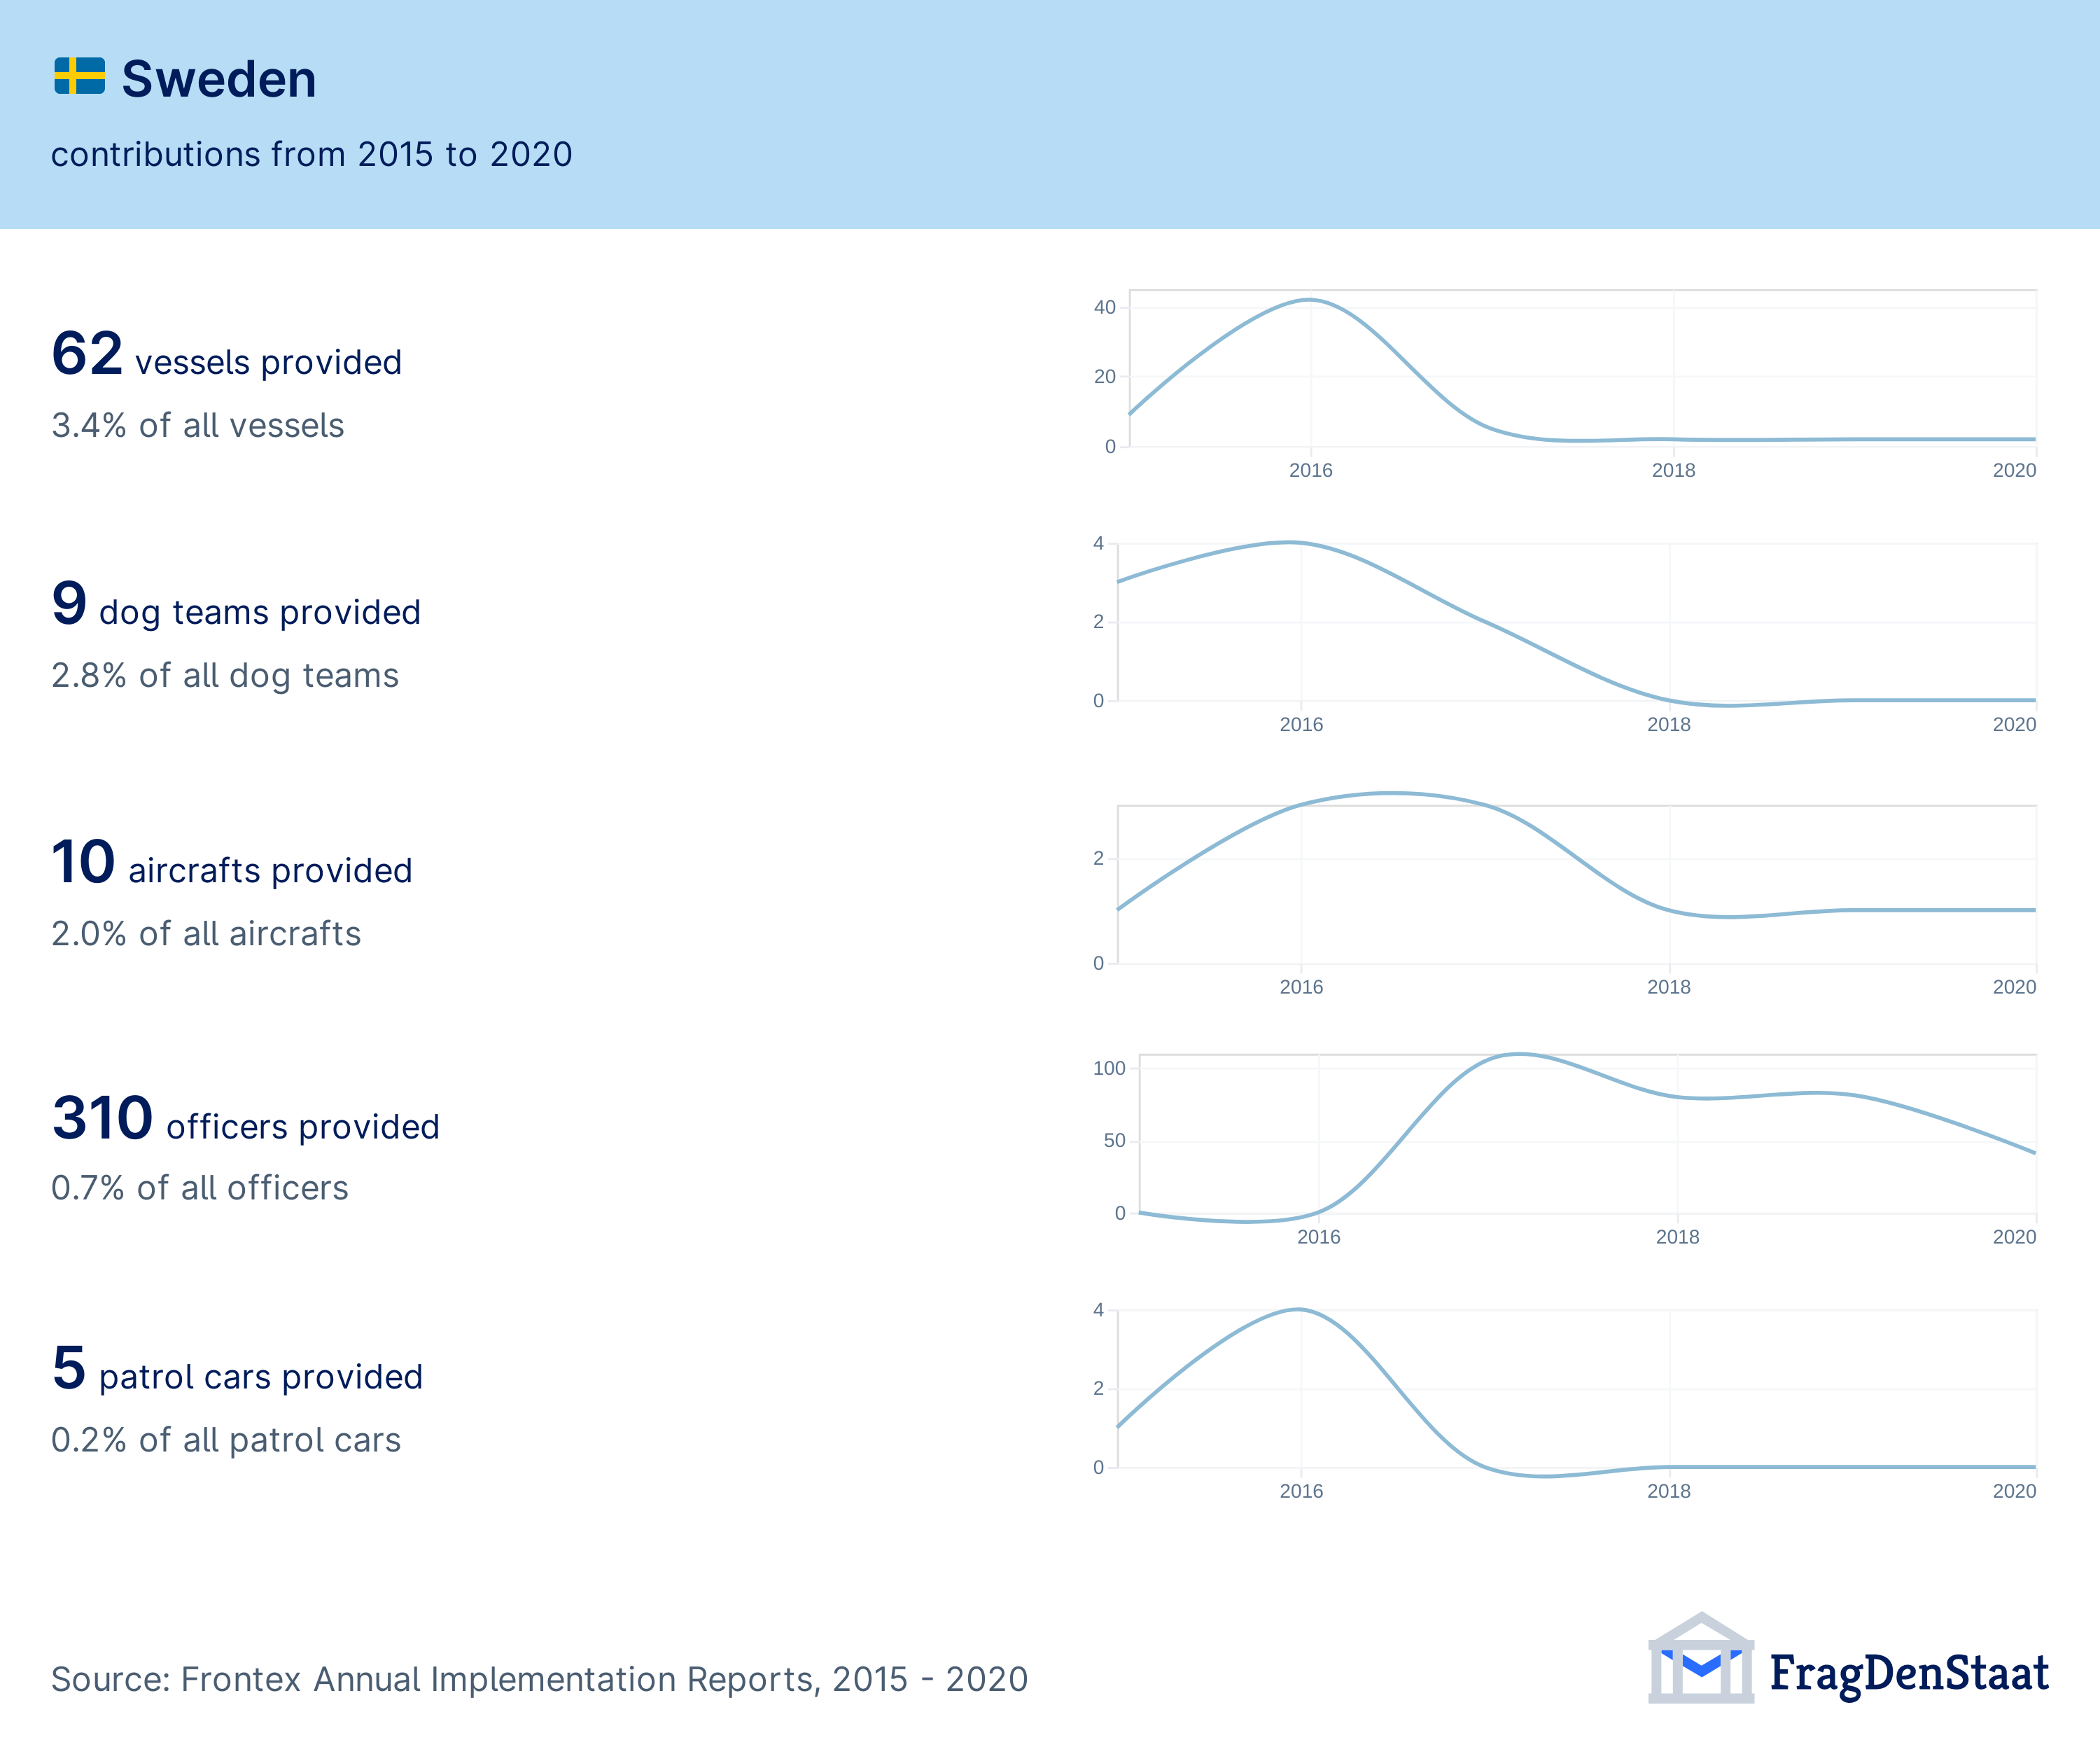 Sweden
contributions from 2015 to 2020
62 vessels provided
3.4% of all vessels
40
20
0
2016 2018 2020
9 dog teams provided
2.8% of all dog teams
4
2
0
2016 2018 2020
10 aircrafts provided
2.0% of all aircrafts
2
0
2016 2018 2020
310 officers provided
0.7% of all officers
100
50
0
2016 2018 2020
5 patrol cars provided
0.2% of all patrol cars
4
2
0
2016 2018 2020
Source: Frontex Annual Implementation Reports, 2015 - 2020
FragDenStaat